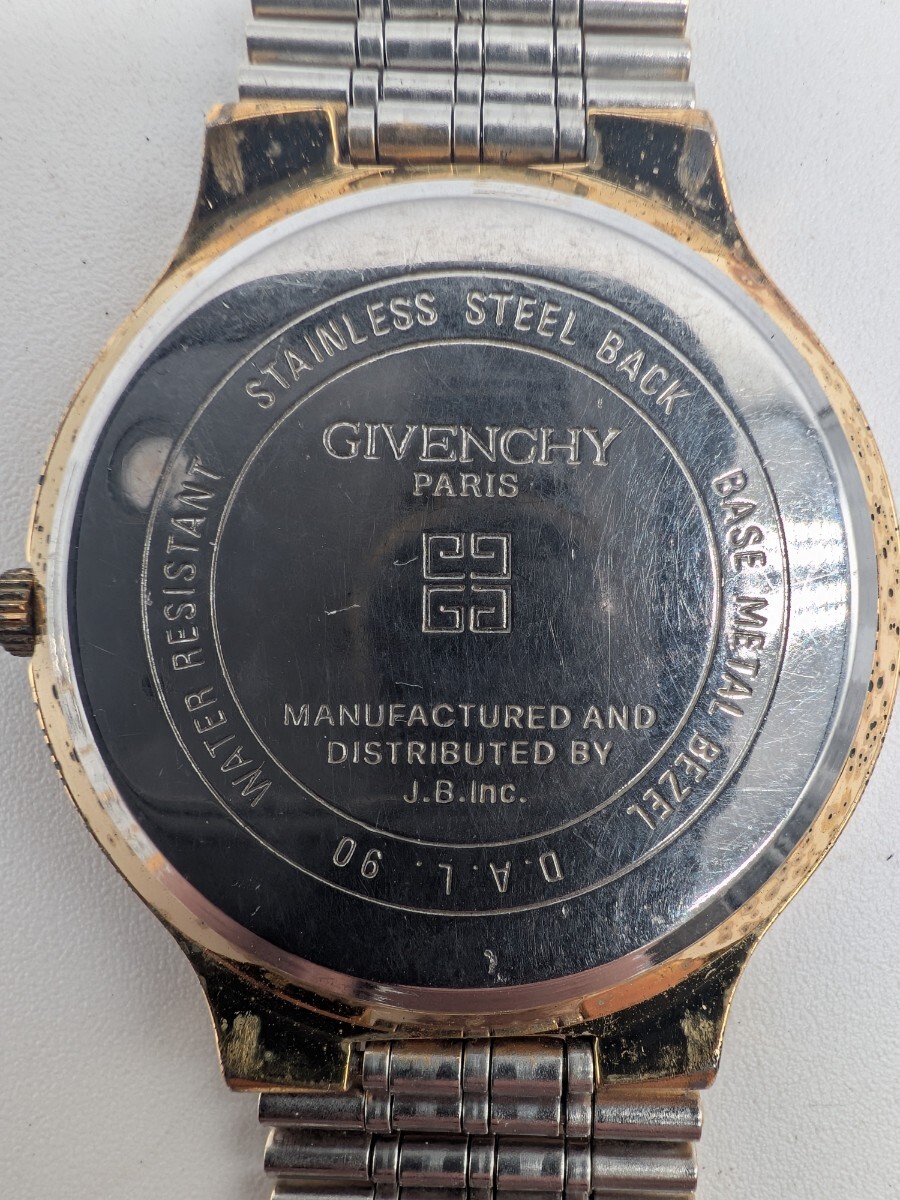 STAINLESS STEEL BACK
BASE METAL BEZEL
D.A.L. 90
WATER RESISTANT
GIVENCHY
PARIS
MANUFACTURED AND
DISTRIBUTED BY
J.B.Inc.